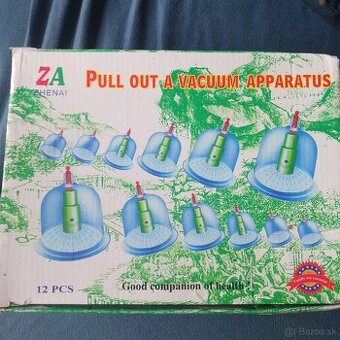 ZA
ZHENAI
PULL OUT A VACUUM APPARATUS
12 PCS
Good companion of health!
© Bazos.sk